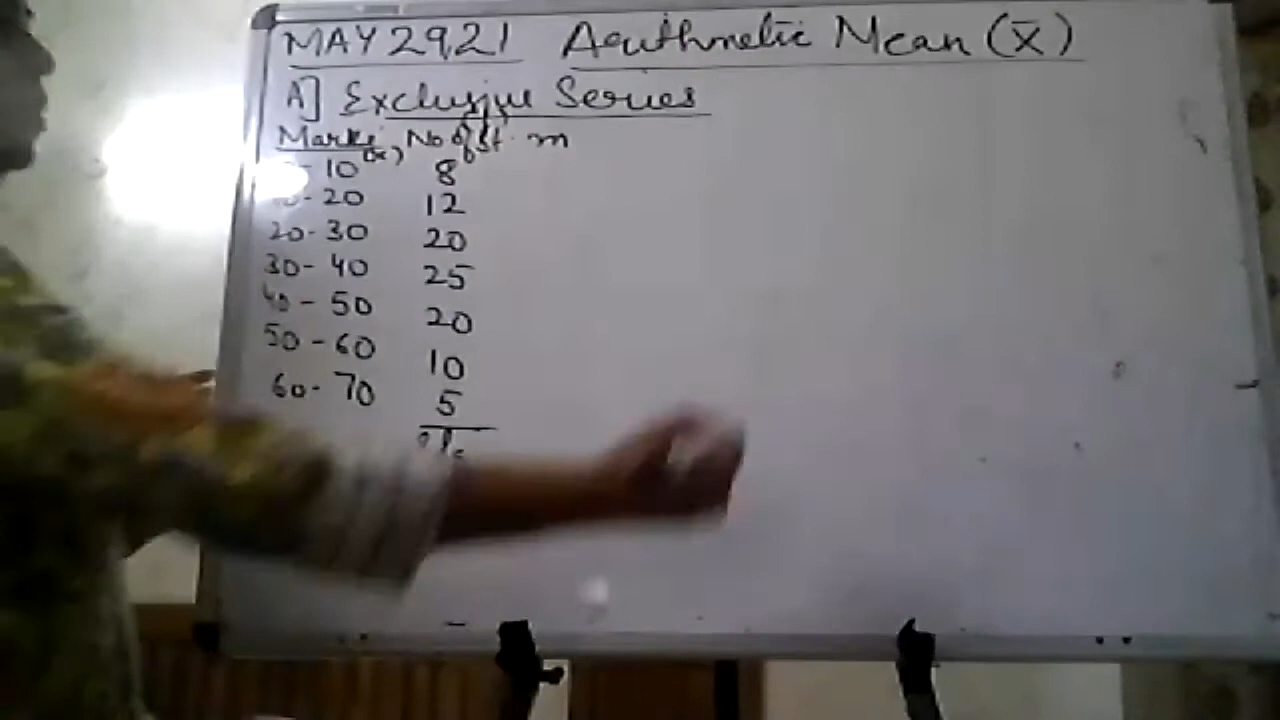 MAY 29,21 Arithmetic Mean (x̄)
A] Exclusive Series
Marks (x) No of St. m
10 8
- 20 12
20 - 30 20
30 - 40 25
40 - 50 20
50 - 60 10
60 - 70 5